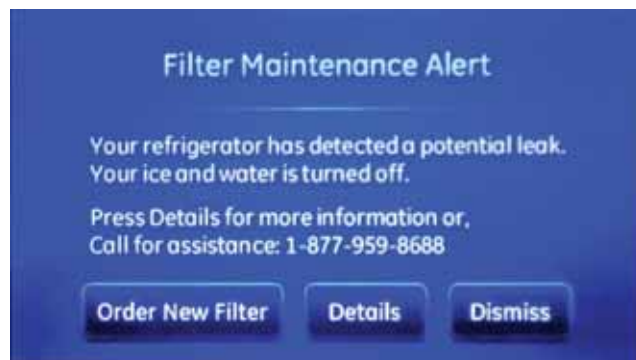 Filter Maintenance Alert
Your refrigerator has detected a potential leak.
Your ice and water is turned off.
Press Details for more information or,
Call for assistance: 1-877-959-8688
Order New Filter
Details
Dismiss